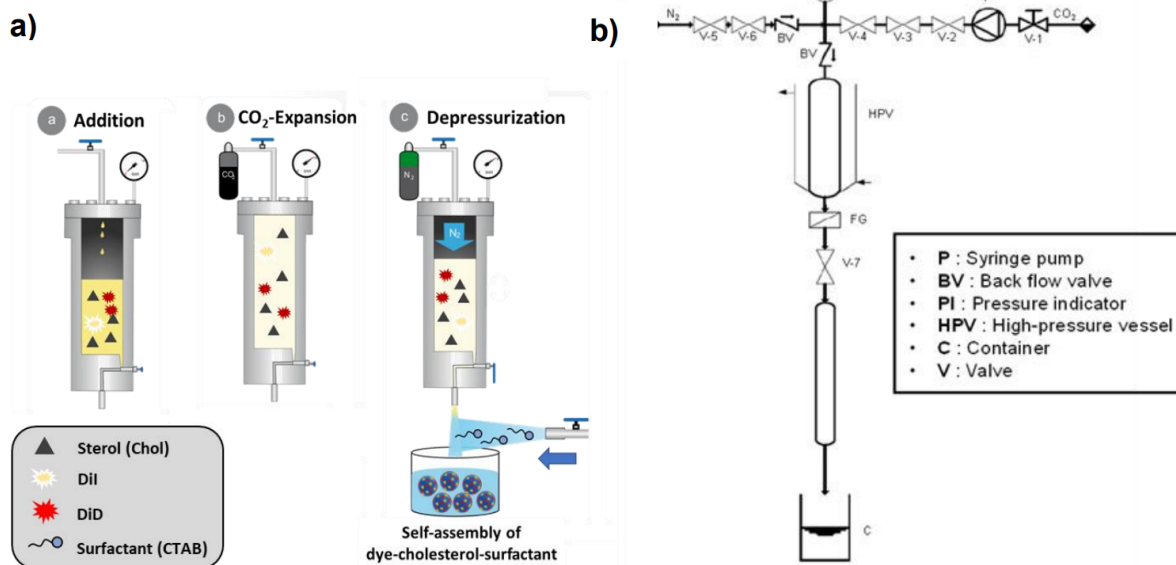 a)
a Addition
b CO₂-Expansion
c Depressurization
CO₂
N₂
N₂
Sterol (Chol)
DiI
DiD
Surfactant (CTAB)
Self-assembly of
dye-cholesterol-surfactant
b)
N₂
V-5
V-6
BV
V-4
V-3
V-2
V-1
CO₂
BV
HPV
FG
V-7
C
• P : Syringe pump
• BV : Back flow valve
• PI : Pressure indicator
• HPV : High-pressure vessel
• C : Container
• V : Valve